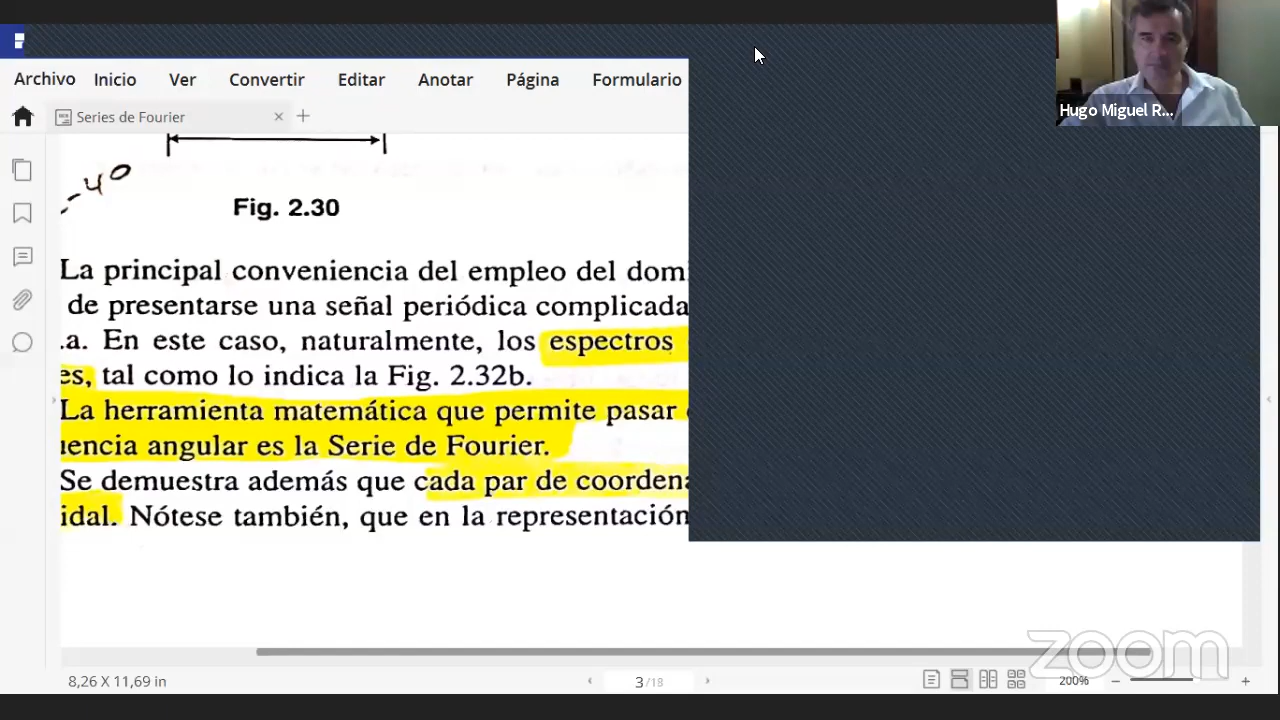 Hugo Miguel R...
Archivo Inicio Ver Convertir Editar Anotar Página Formulario
Series de Fourier
-40
Fig. 2.30
La principal conveniencia del empleo del domi
de presentarse una señal periódica complicada
.a. En este caso, naturalmente, los espectros
es, tal como lo indica la Fig. 2.32b.
La herramienta matemática que permite pasar
uencia angular es la Serie de Fourier.
Se demuestra además que cada par de coordena
idal. Nótese también, que en la representación
zoom
8,26 X 11,69 in 3 /18 200%